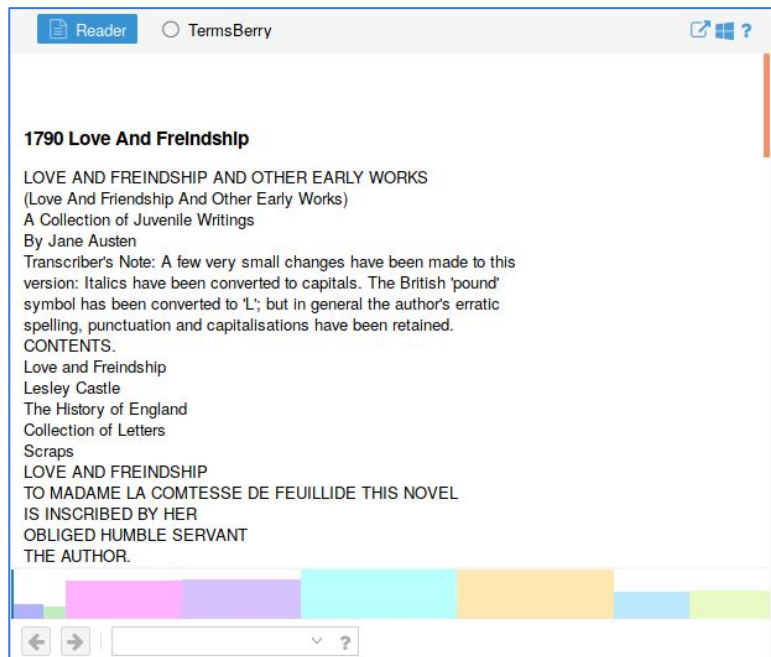 Reader TermsBerry ?
1790 Love And Freindship
LOVE AND FREINDSHIP AND OTHER EARLY WORKS
(Love And Friendship And Other Early Works)
A Collection of Juvenile Writings
By Jane Austen
Transcriber's Note: A few very small changes have been made to this
version: Italics have been converted to capitals. The British 'pound'
symbol has been converted to 'L'; but in general the author's erratic
spelling, punctuation and capitalisations have been retained.
CONTENTS.
Love and Freindship
Lesley Castle
The History of England
Collection of Letters
Scraps
LOVE AND FREINDSHIP
TO MADAME LA COMTESSE DE FEUILLIDE THIS NOVEL
IS INSCRIBED BY HER
OBLIGED HUMBLE SERVANT
THE AUTHOR.
?